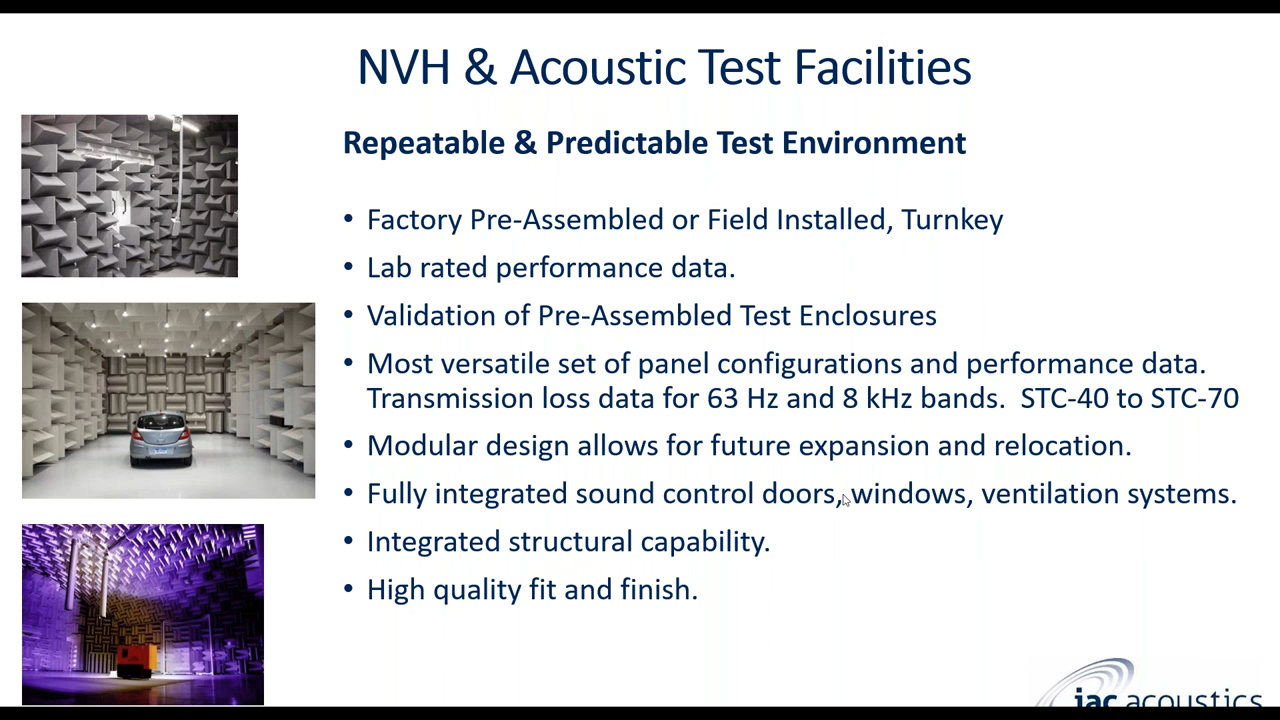 NVH & Acoustic Test Facilities
Repeatable & Predictable Test Environment
• Factory Pre-Assembled or Field Installed, Turnkey
• Lab rated performance data.
• Validation of Pre-Assembled Test Enclosures
• Most versatile set of panel configurations and performance data.
Transmission loss data for 63 Hz and 8 kHz bands. STC-40 to STC-70
• Modular design allows for future expansion and relocation.
• Fully integrated sound control doors, windows, ventilation systems.
• Integrated structural capability.
• High quality fit and finish.
iac acoustics